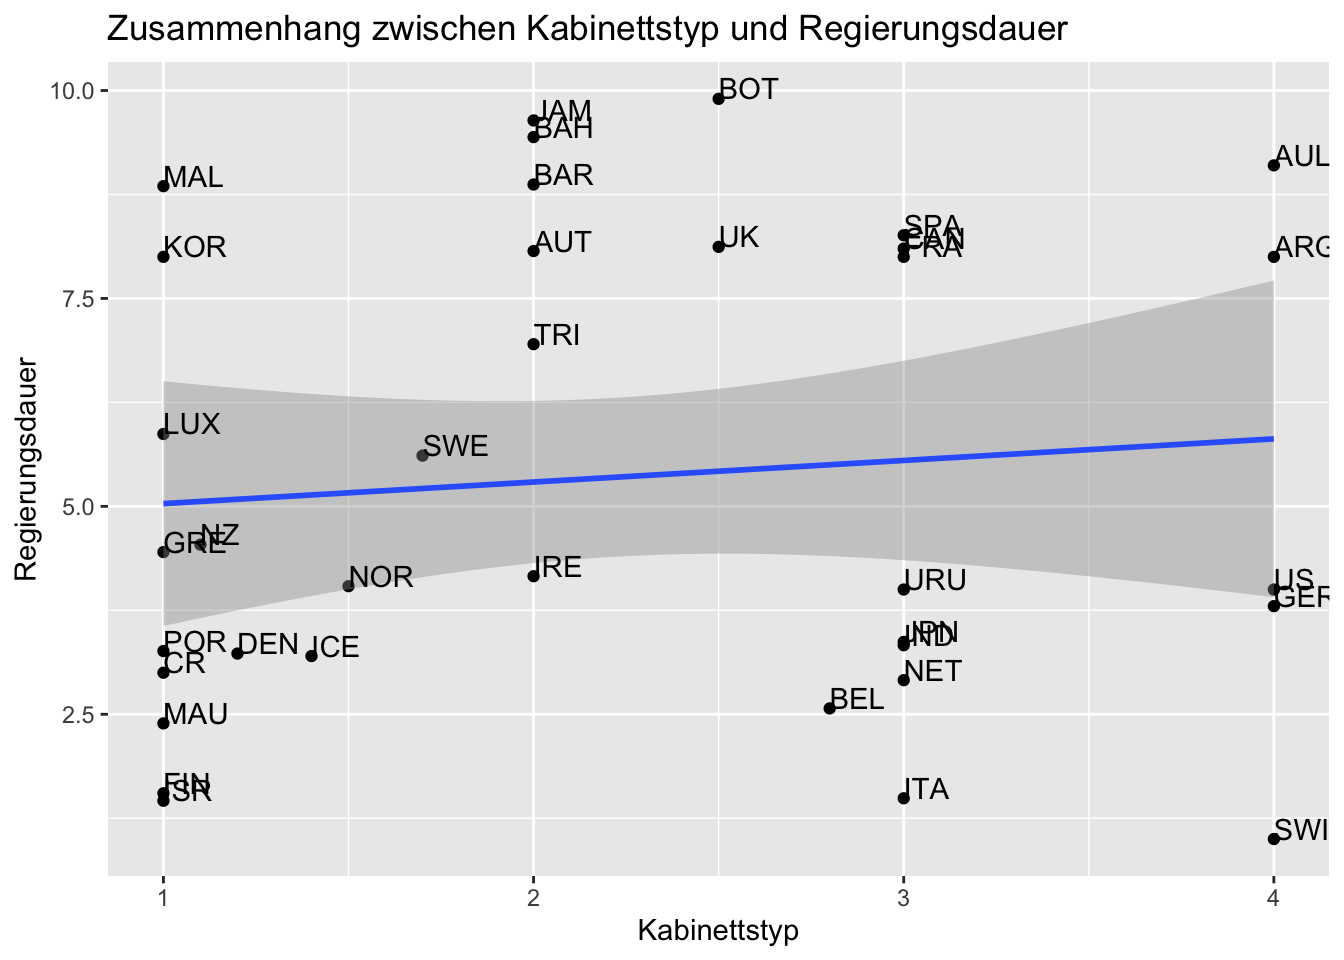 Zusammenhang zwischen Kabinettstyp und Regierungsdauer
10.0
7.5
5.0
2.5
Regierungsdauer
BOT
JAM
BAH
MAL
BAR
AUL
SPA
CAN
FRA
KOR
AUT
UK
ARG
TRI
LUX
SWE
NZ
GRE
NOR
IRE
URU
US
GER
POR
DEN
ICE
JPN
IND
CR
NET
BEL
MAU
FIN
ISR
ITA
SWI
1
2
3
4
Kabinettstyp